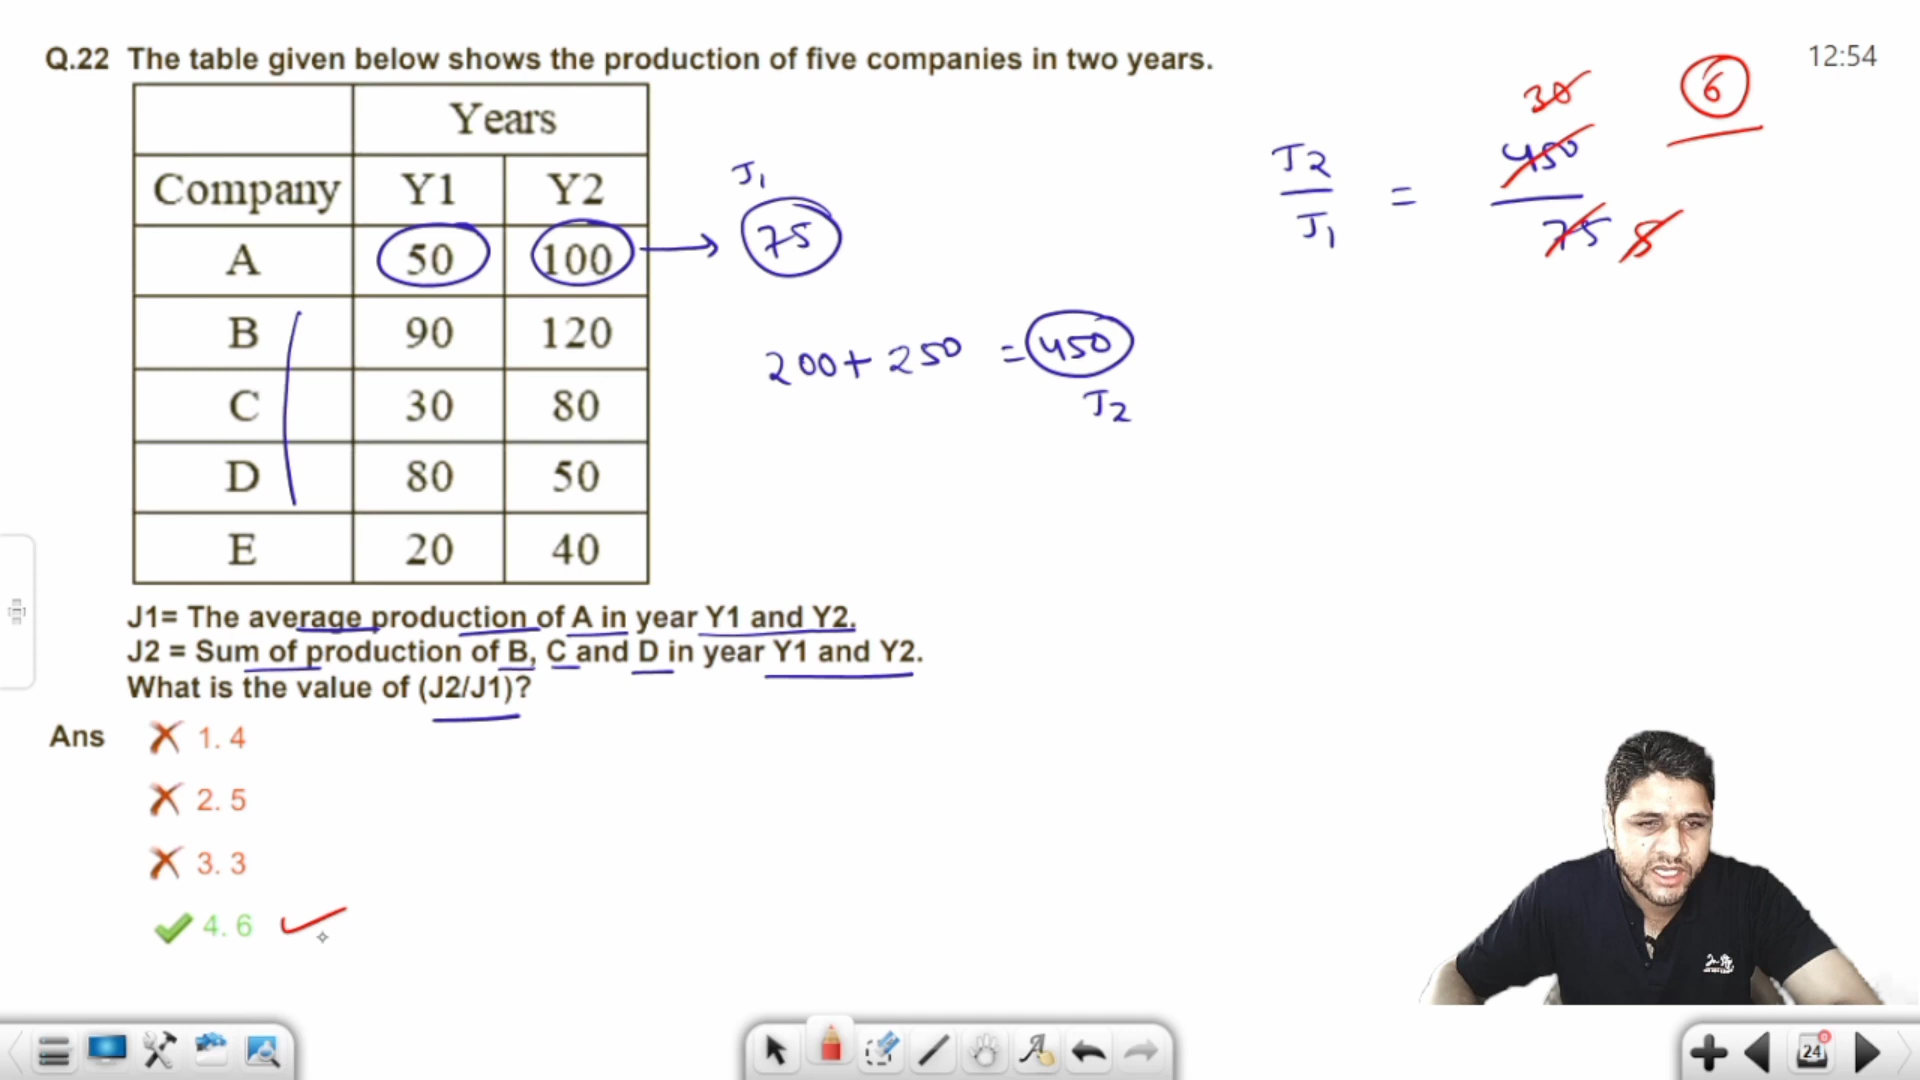 Q.22 The table given below shows the production of five companies in two years.
12:54
Years
Company Y1 Y2
A 50 100
B 90 120
C 30 80
D 80 50
E 20 40
J1
75
200+250 =450
J2
J2
J1
=
30
450
75 5
6
J1= The average production of A in year Y1 and Y2.
J2 = Sum of production of B, C and D in year Y1 and Y2.
What is the value of (J2/J1)?
Ans 1. 4
2. 5
3. 3
4. 6
24
0